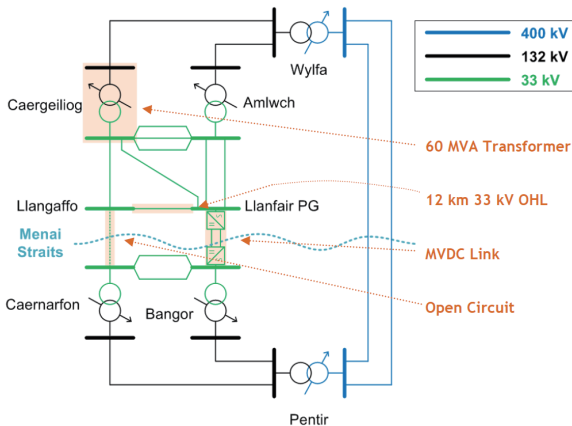 400 kV
132 kV
33 kV
Wylfa
Caergeiliog
Amlwch
60 MVA Transformer
12 km 33 kV OHL
Llangaffo
Llanfair PG
Menai
Straits
MVDC Link
Open Circuit
Caernarfon
Bangor
Pentir